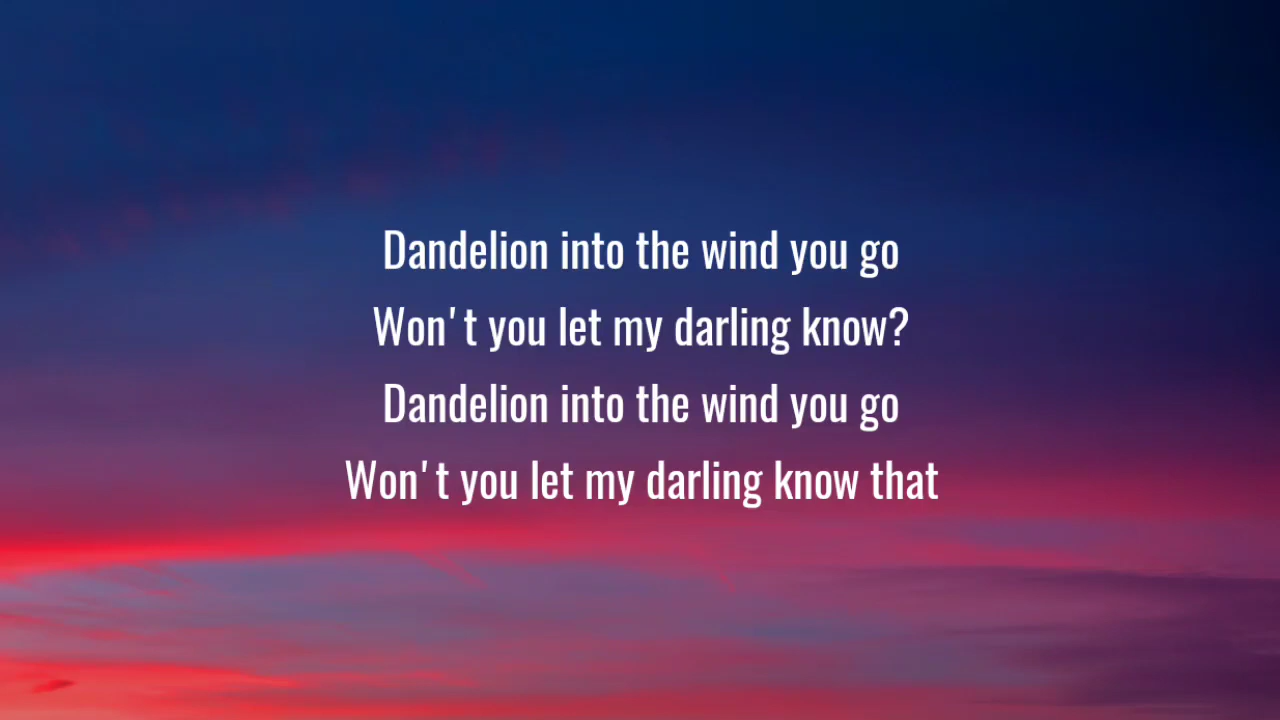 Dandelion into the wind you go
Won't you let my darling know?
Dandelion into the wind you go
Won't you let my darling know that